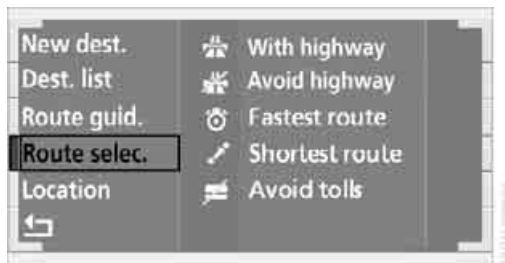 New dest.
Dest. list
Route guid.
Route selec.
Location
With highway
Avoid highway
Fastest route
Shortest route
Avoid tolls